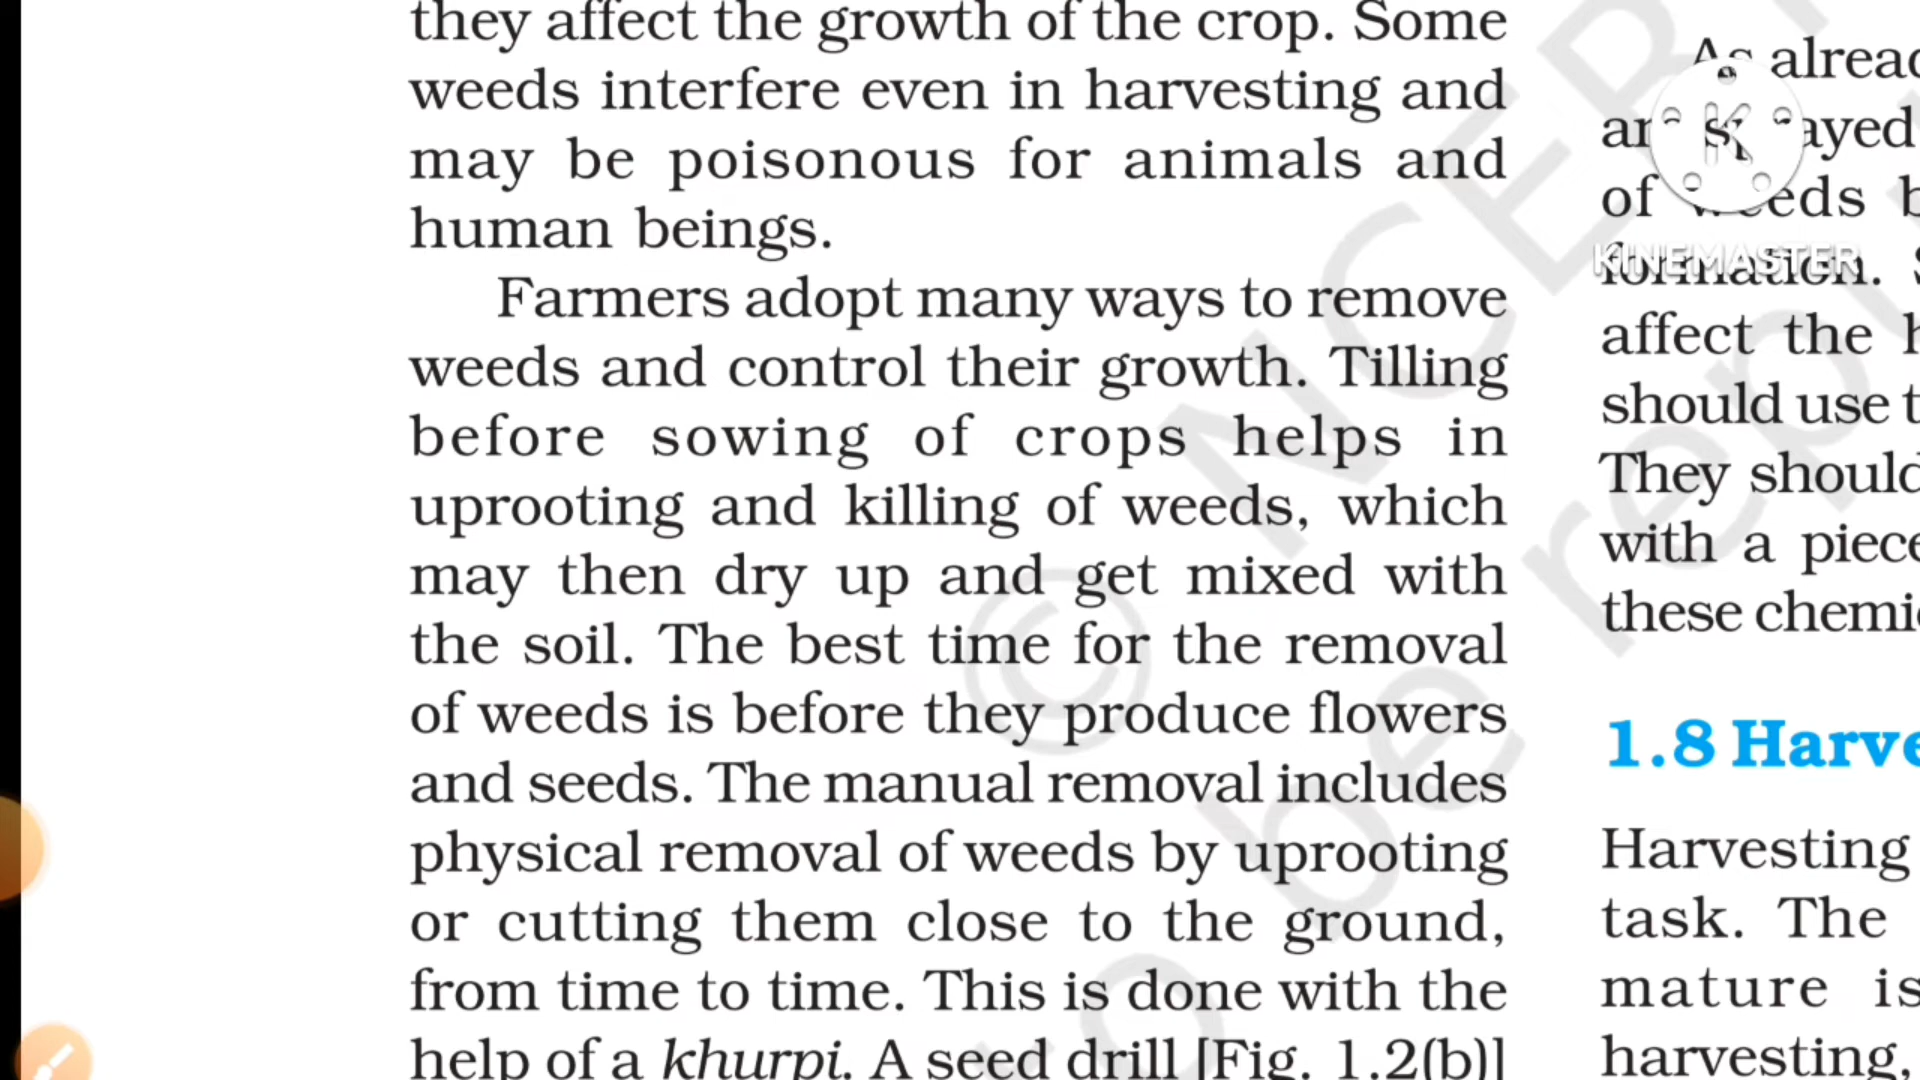 they affect the growth of the crop. Some
weeds interfere even in harvesting and
may be poisonous for animals and
human beings.
Farmers adopt many ways to remove
weeds and control their growth. Tilling
before sowing of crops helps in
uprooting and killing of weeds, which
may then dry up and get mixed with
the soil. The best time for the removal
of weeds is before they produce flowers
and seeds. The manual removal includes
physical removal of weeds by uprooting
or cutting them close to the ground,
from time to time. This is done with the
help of a khurpi. A seed drill [Fig. 1.2(b)]
As
of weeds
formation.
affect the
should use
They should
with a piece
these
1.8
Harvesting
task. The
mature is
harvesting,
KINEMASTER
© NCER
be